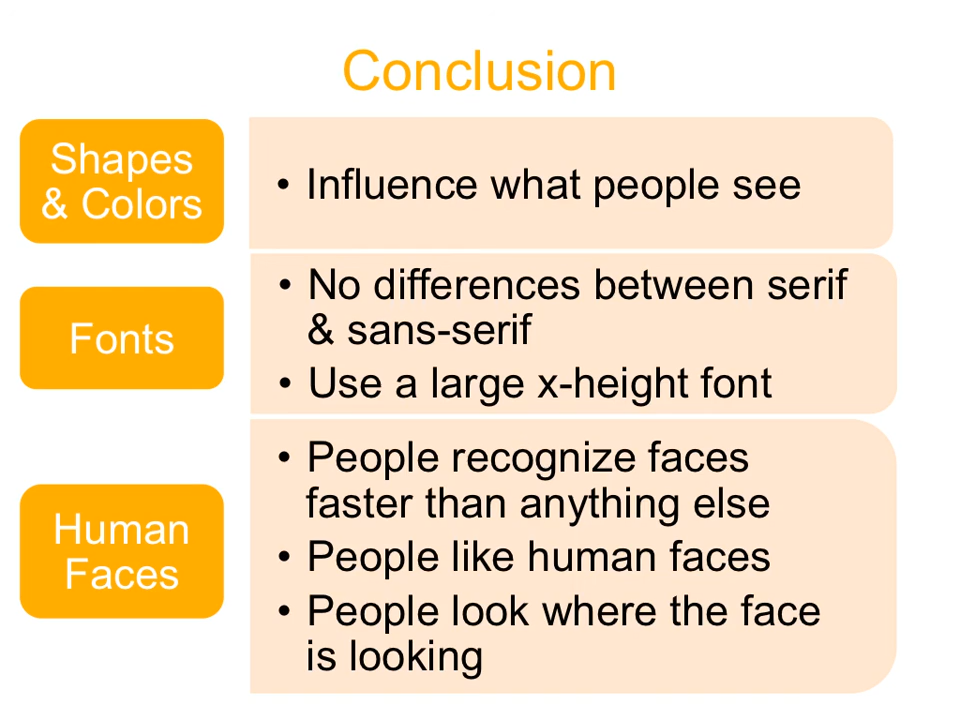 Conclusion
Shapes
& Colors
• Influence what people see
Fonts
• No differences between serif
& sans-serif
• Use a large x-height font
Human
Faces
• People recognize faces
faster than anything else
• People like human faces
• People look where the face
is looking